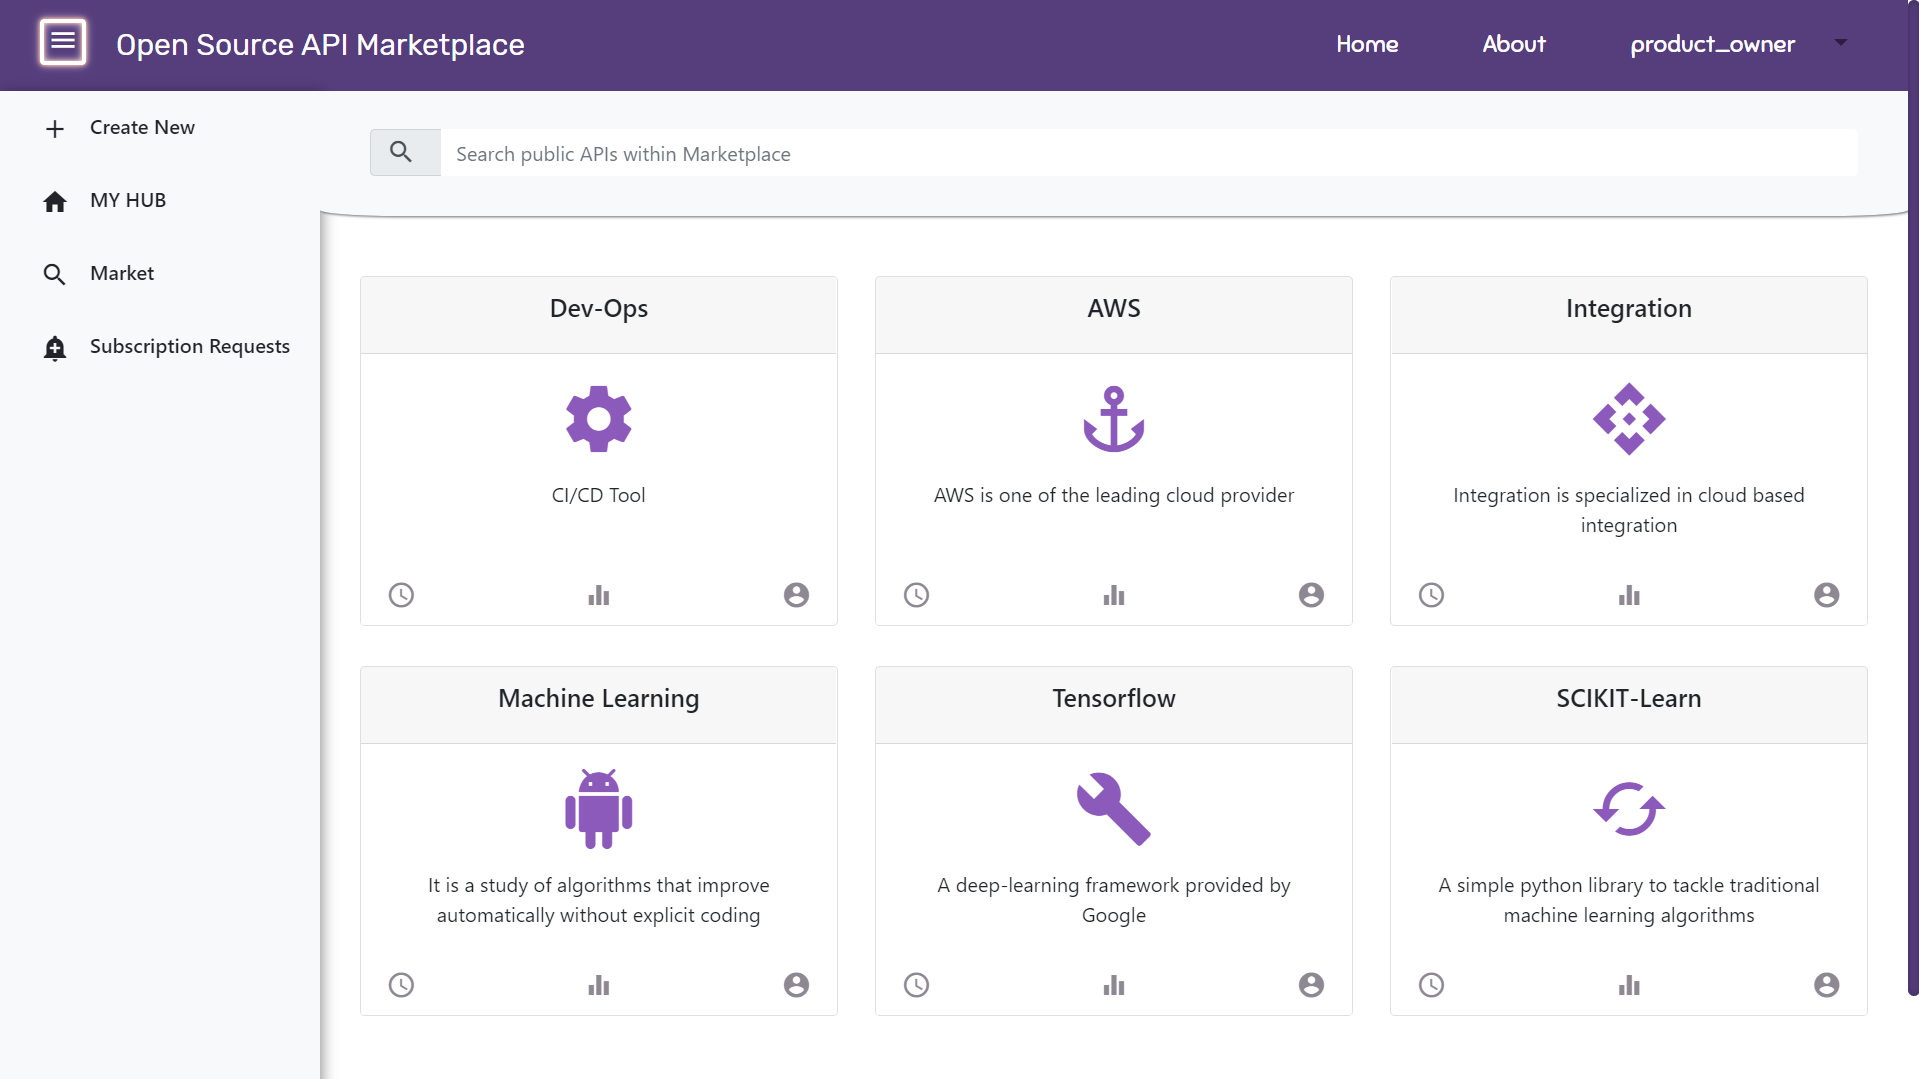 Open Source API Marketplace
Home
About
product_owner
Create New
MY HUB
Market
Subscription Requests
Search public APIs within Marketplace
Dev-Ops
CI/CD Tool
AWS
AWS is one of the leading cloud provider
Integration
Integration is specialized in cloud based
integration
Machine Learning
It is a study of algorithms that improve
automatically without explicit coding
Tensorflow
A deep-learning framework provided by
Google
SCIKIT-Learn
A simple python library to tackle traditional
machine learning algorithms